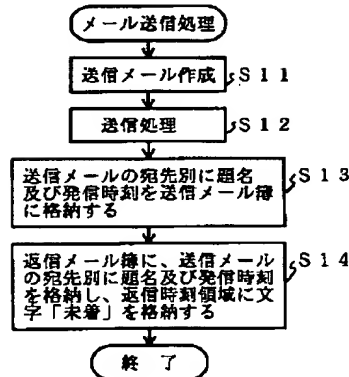 メール送信処理
送信メール作成 S11
送信処理 S12
送信メールの宛先別に題名 S13
及び発信時刻を送信メール簿
に格納する
返信メール簿に、送信メール S14
の宛先別に題名及び発信時刻
を格納し、返信時刻領域に文
字「未着」を格納する
終 了